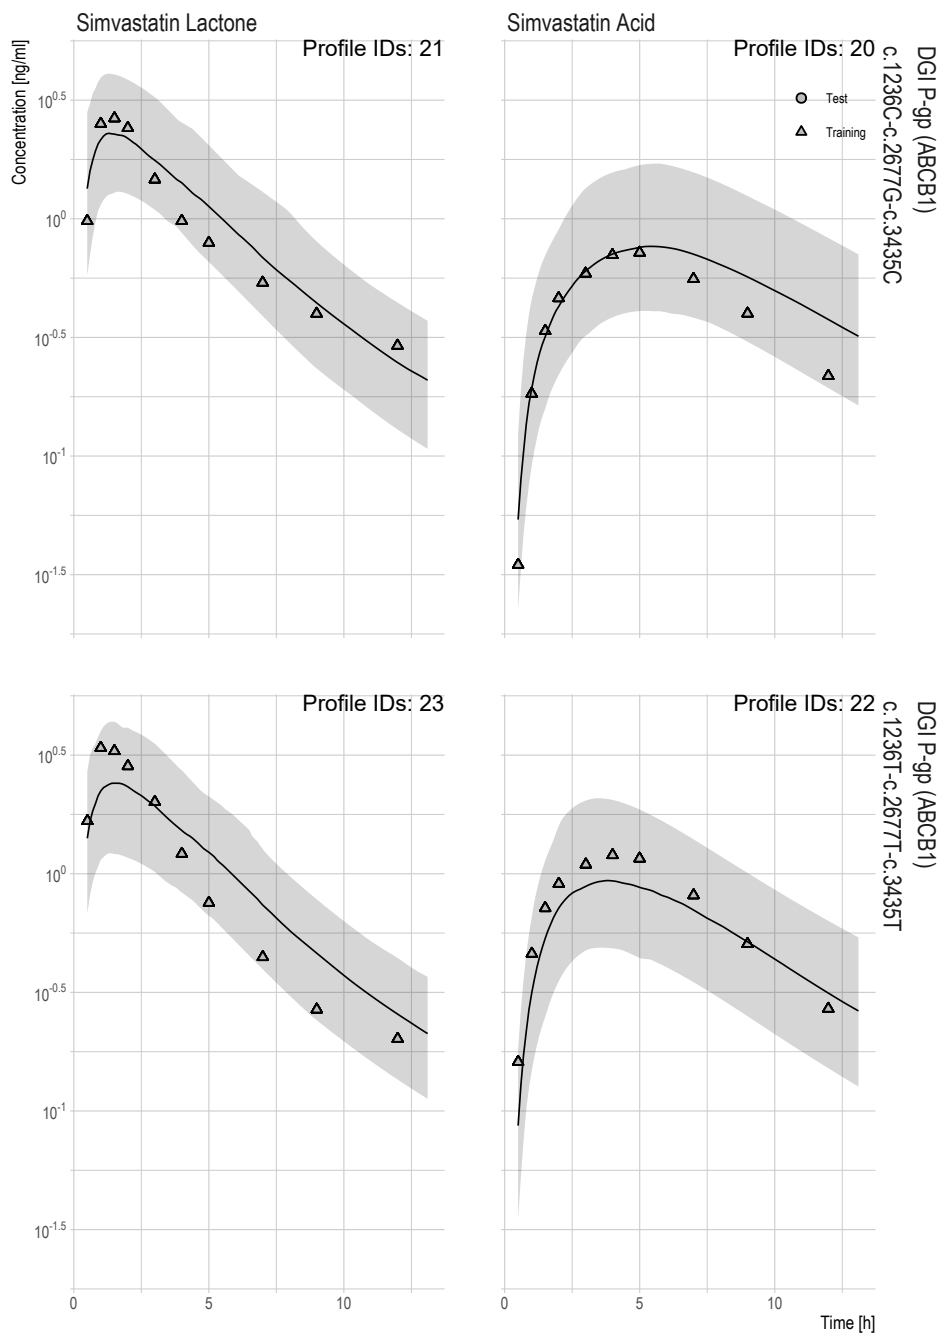 Simvastatin Lactone
Simvastatin Acid
Concentration [ng/ml]
Profile IDs: 21
Profile IDs: 20
DGI P-gp (ABCB1)
c.1236C-c.2677G-c.3435C
Test
Training
10^0.5
10^0
10^-0.5
10^-1
10^-1.5
Profile IDs: 23
Profile IDs: 22
DGI P-gp (ABCB1)
c.1236T-c.2677T-c.3435T
10^0.5
10^0
10^-0.5
10^-1
10^-1.5
0 5 10
0 5 10
Time [h]